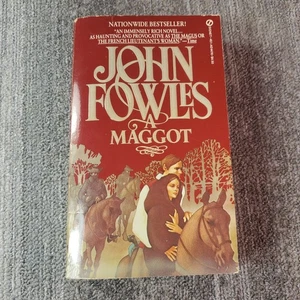 NATIONWIDE BESTSELLER!
"AN IMMENSELY RICH NOVEL...
AS HAUNTING AND PROVOCATIVE AS THE MAGUS OR
THE FRENCH LIEUTENANT'S WOMAN."—Time
JOHN
FOWLES
A
MAGGOT